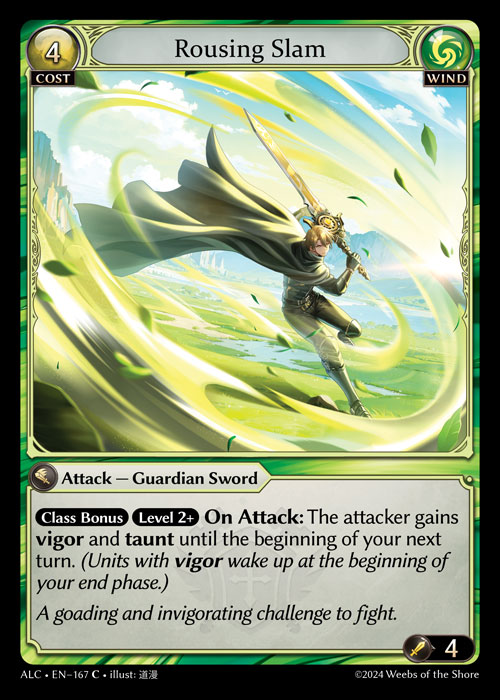 4
Rousing Slam
COST
WIND
Attack — Guardian Sword
Class Bonus Level 2+ On Attack: The attacker gains
vigor and taunt until the beginning of your next
turn. (Units with vigor wake up at the beginning of
your end phase.)
A goading and invigorating challenge to fight.
4
ALC • EN–167 C • illust: 道漫
©2024 Weebs of the Shore